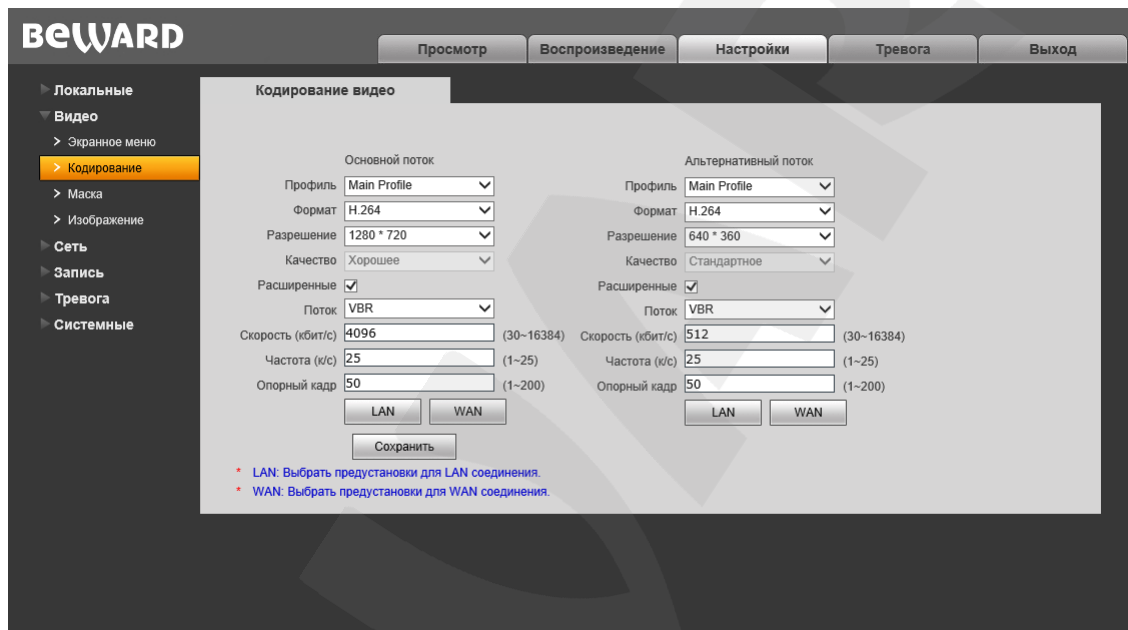 BEWARD
Просмотр Воспроизведение Настройки Тревога Выход
Локальные
Видео
> Экранное меню
> Кодирование
> Маска
> Изображение
Сеть
Запись
Тревога
Системные
Кодирование видео
Основной поток
Профиль Main Profile
Формат H.264
Разрешение 1280 * 720
Качество Хорошее
Расширенные
Поток VBR
Скорость (кбит/с) 4096 (30~16384)
Частота (к/с) 25 (1~25)
Опорный кадр 50 (1~200)
LAN WAN
Альтернативный поток
Профиль Main Profile
Формат H.264
Разрешение 640 * 360
Качество Стандартное
Расширенные
Поток VBR
Скорость (кбит/с) 512 (30~16384)
Частота (к/с) 25 (1~25)
Опорный кадр 50 (1~200)
LAN WAN
Сохранить
* LAN: Выбрать предустановки для LAN соединения.
* WAN: Выбрать предустановки для WAN соединения.